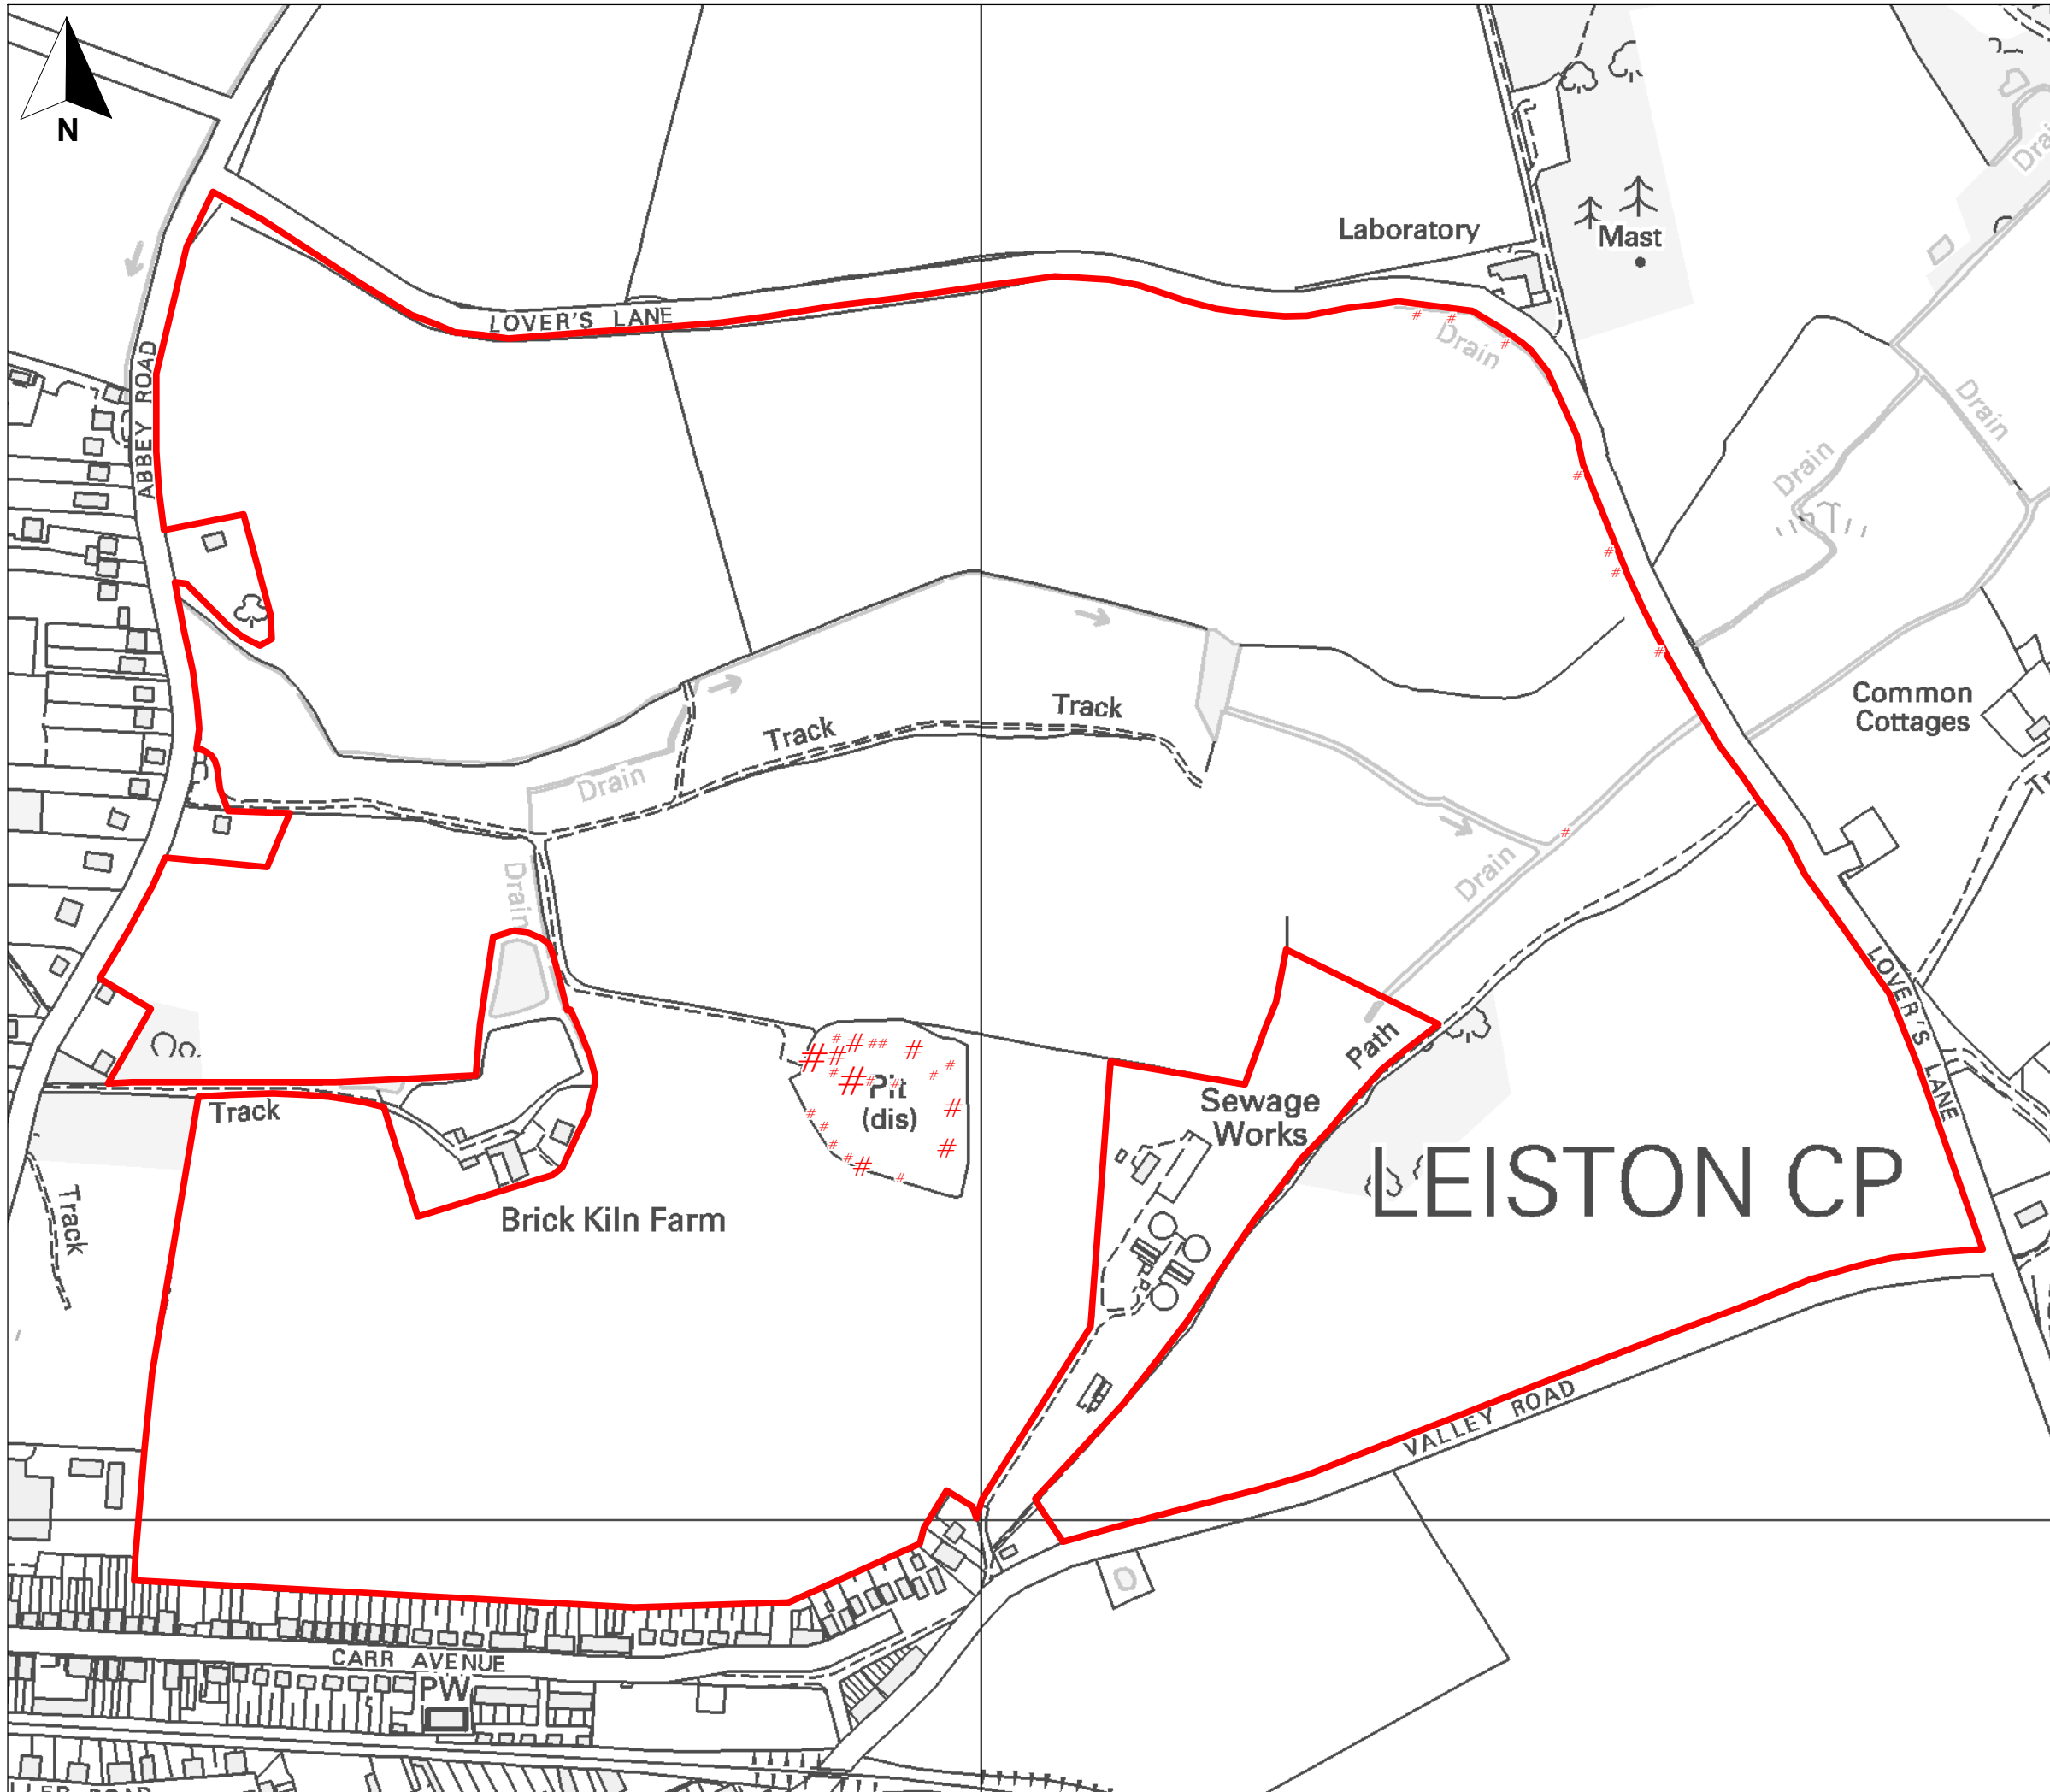 N
Laboratory
Mast
Drain
LOVER'S LANE
Drain
ABBEY ROAD
Drain
Drain
Common
Cottages
Track
Track
Drain
Drain
Drain
LOVER'S LANE
Path
Pit
(dis)
Sewage
Works
Track
LEISTON CP
Brick Kiln Farm
Track
VALLEY ROAD
CARR AVENUE
PW